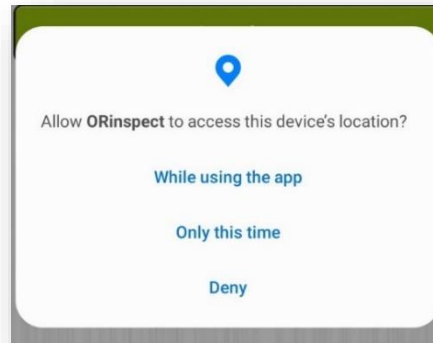 Allow ORinspect to access this device's location?
While using the app
Only this time
Deny